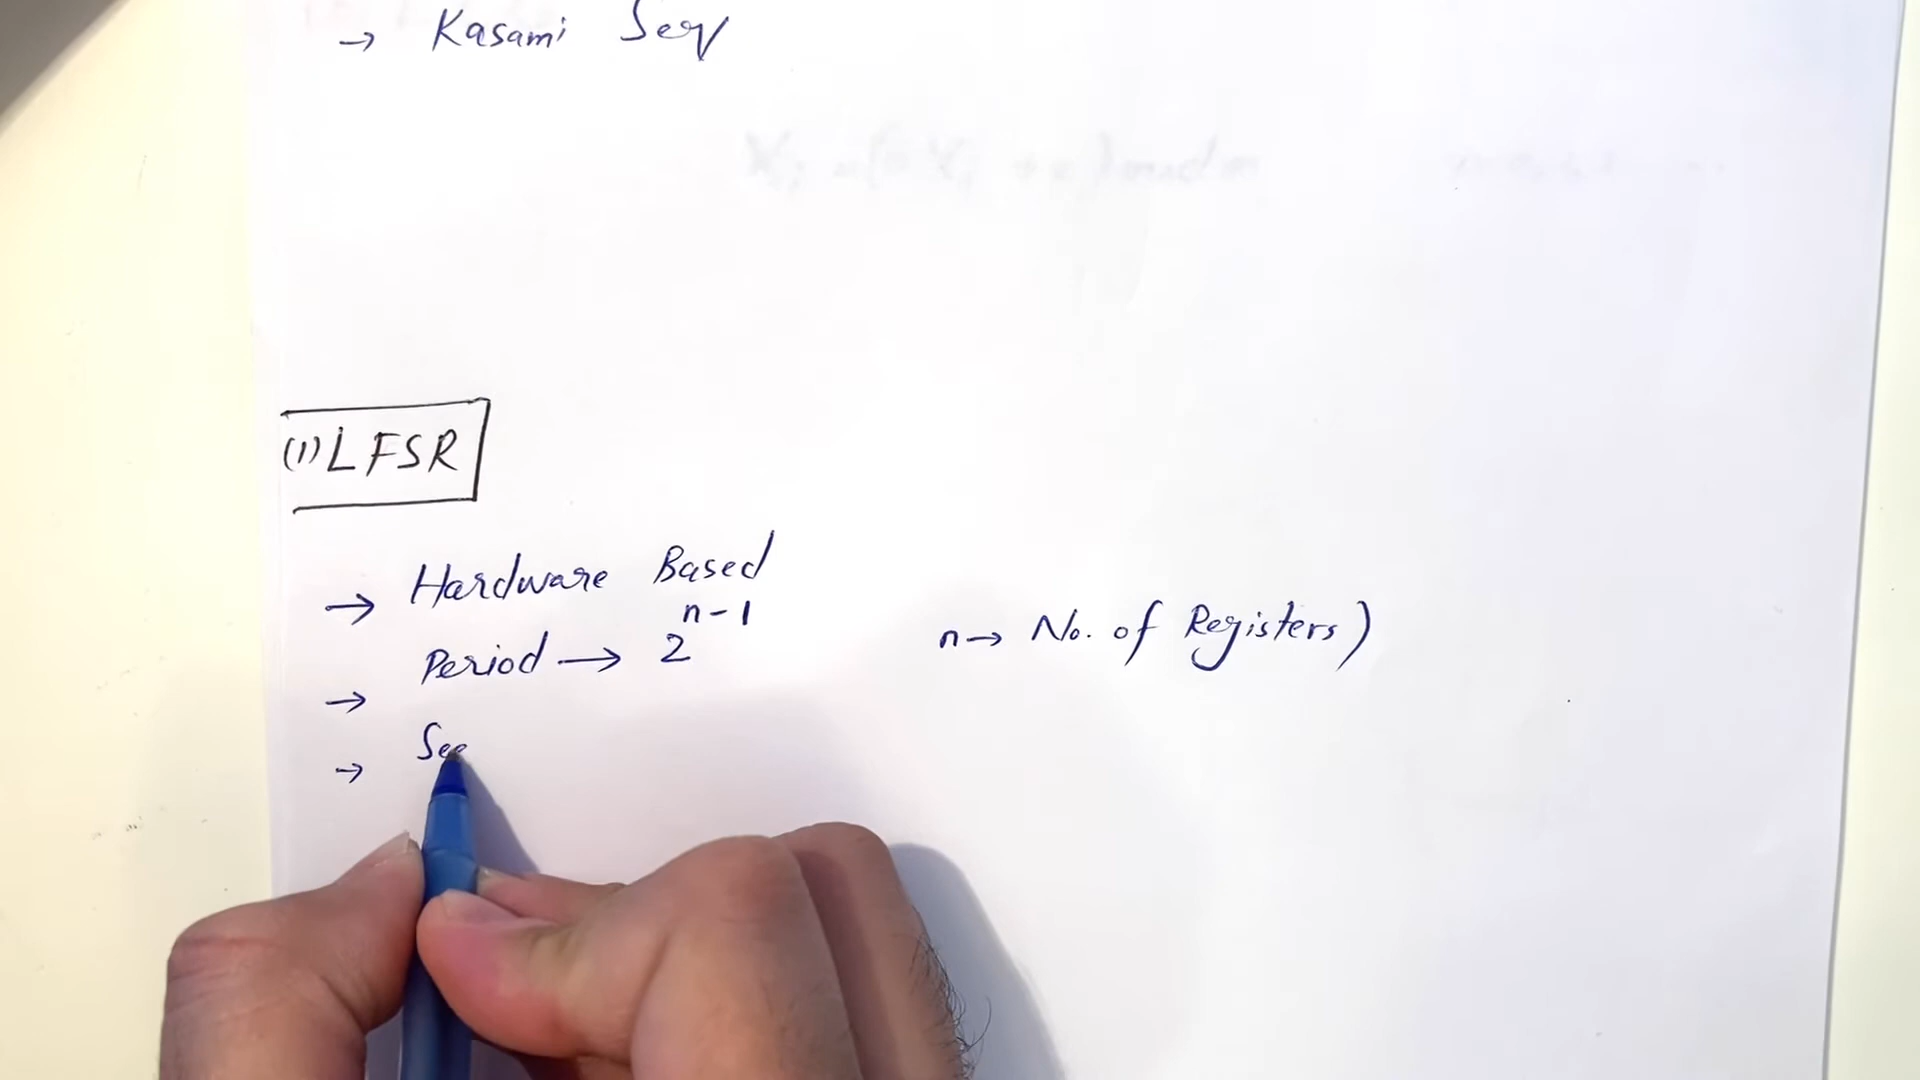 → Kasami Seq
(1) LFSR
→ Hardware Based
→ Period → 2^n-1 n → No. of Registers)
→ See